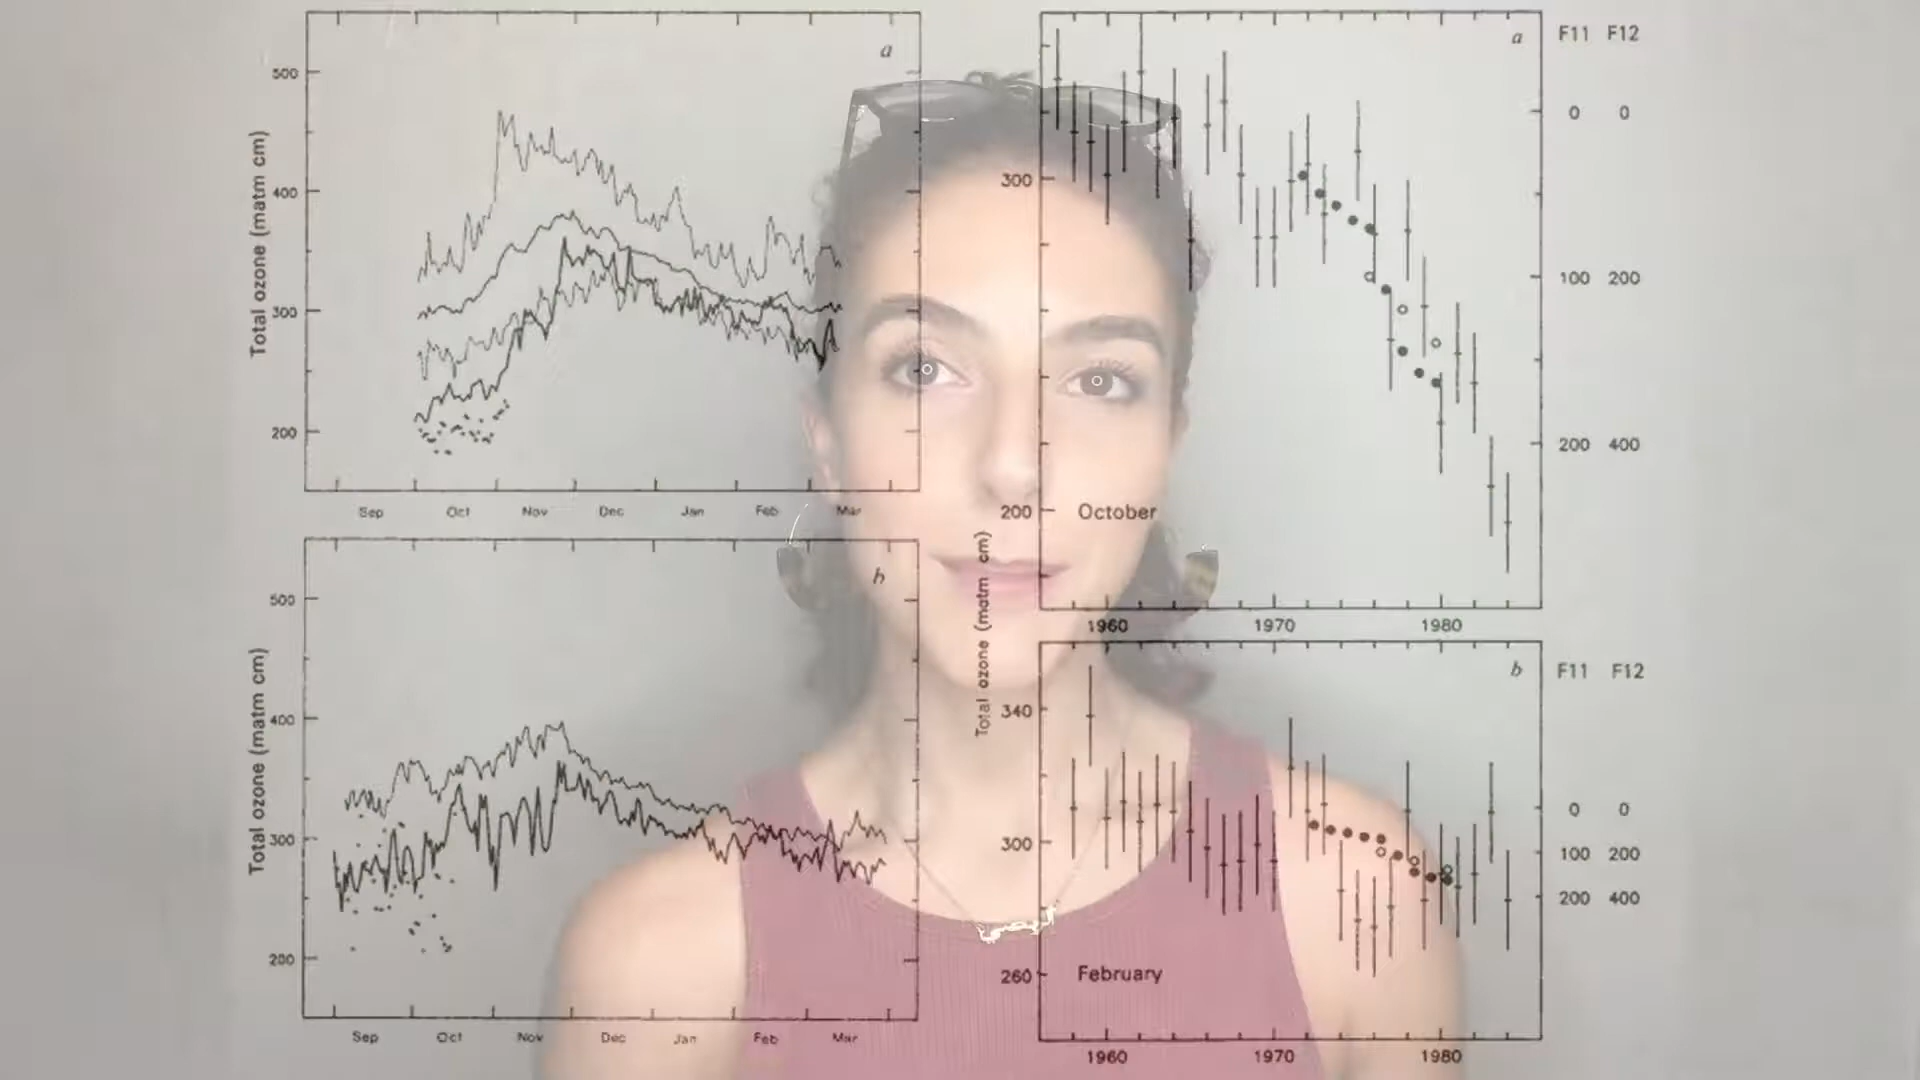 a
500
400
300
200
Total ozone (matm cm)
Sep Oct Nov Dec Jan Feb Mar
b
500
400
300
200
Total ozone (matm cm)
Sep Oct Nov Dec Jan Feb Mar
a
F11 F12
0 0
100 200
200 400
300
200
October
Total ozone (matm cm)
1960 1970 1980
b
F11 F12
0 0
100 200
200 400
340
300
260
February
1960 1970 1980